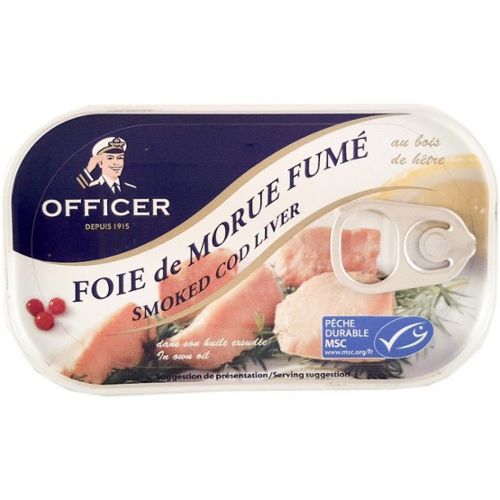 au bois
de hêtre
OFFICER
DEPUIS 1915
FOIE de MORUE FUMÉ
SMOKED COD LIVER
dans son huile exsudée
In own oil
PÊCHE
DURABLE
MSC
www.msc.org/fr
Suggestion de présentation/Serving suggestion